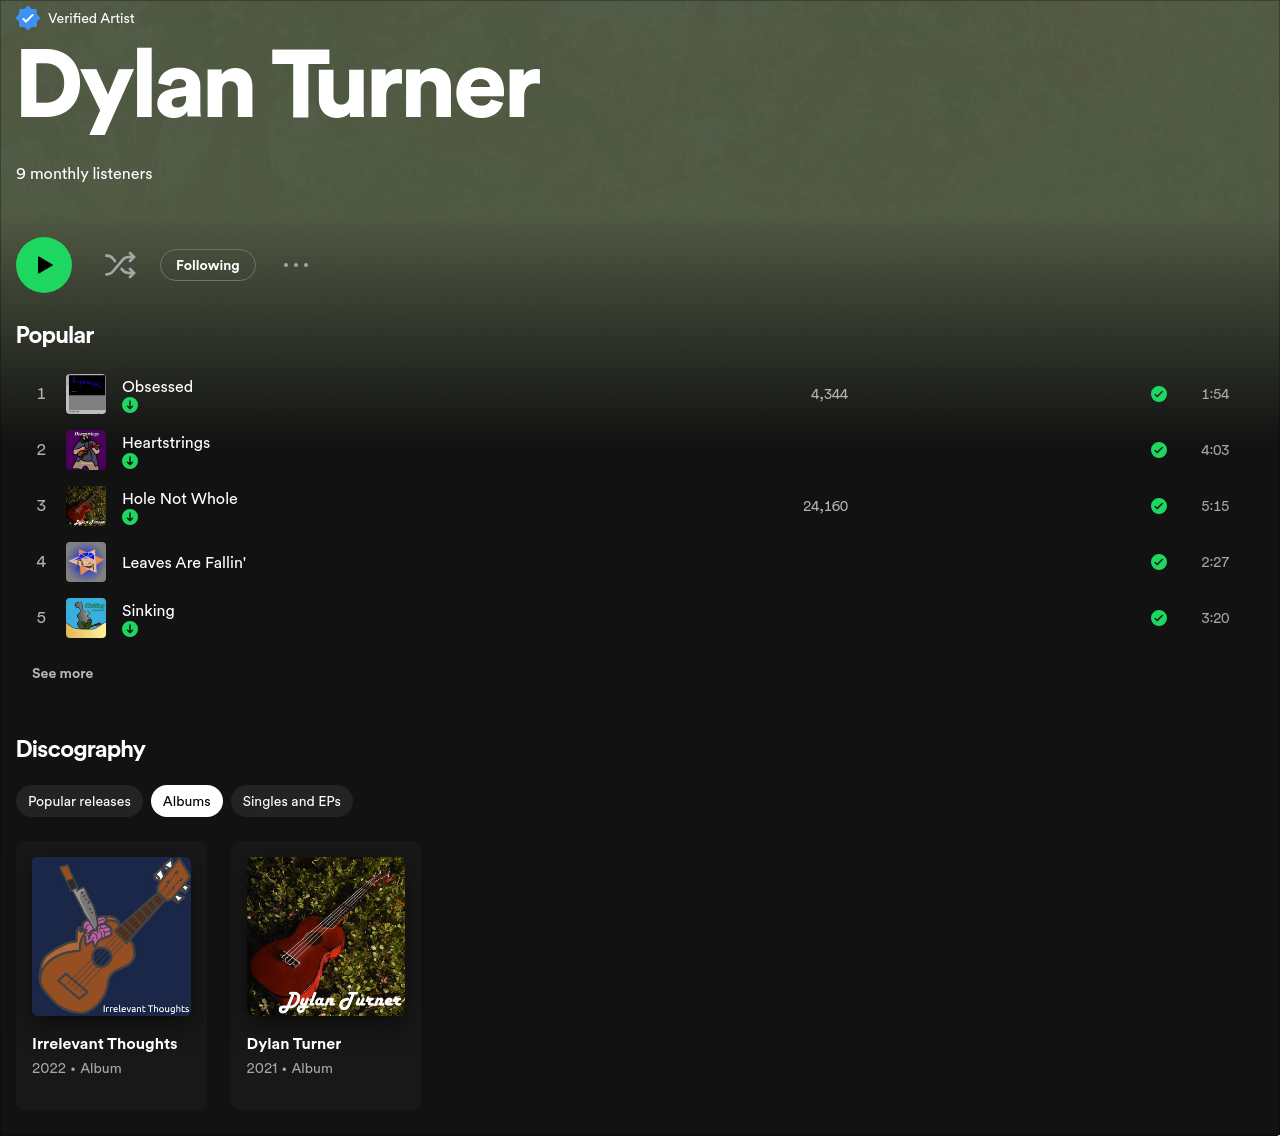 Verified Artist
Dylan Turner
9 monthly listeners
Following
Popular
1 Obsessed 4,344 1:54
2 Heartstrings 4:03
3 Hole Not Whole 24,160 5:15
4 Leaves Are Fallin' 2:27
5 Sinking 3:20
See more
Discography
Popular releases Albums Singles and EPs
Irrelevant Thoughts
Dylan Turner
Irrelevant Thoughts Dylan Turner
2022 • Album 2021 • Album